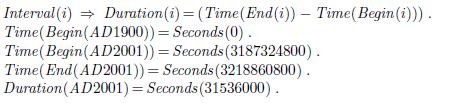 Interval(i) ⇒ Duration(i) = (Time(End(i)) − Time(Begin(i))) .
Time(Begin(AD1900)) = Seconds(0) .
Time(Begin(AD2001)) = Seconds(3187324800) .
Time(End(AD2001)) = Seconds(3218860800) .
Duration(AD2001) = Seconds(31536000) .